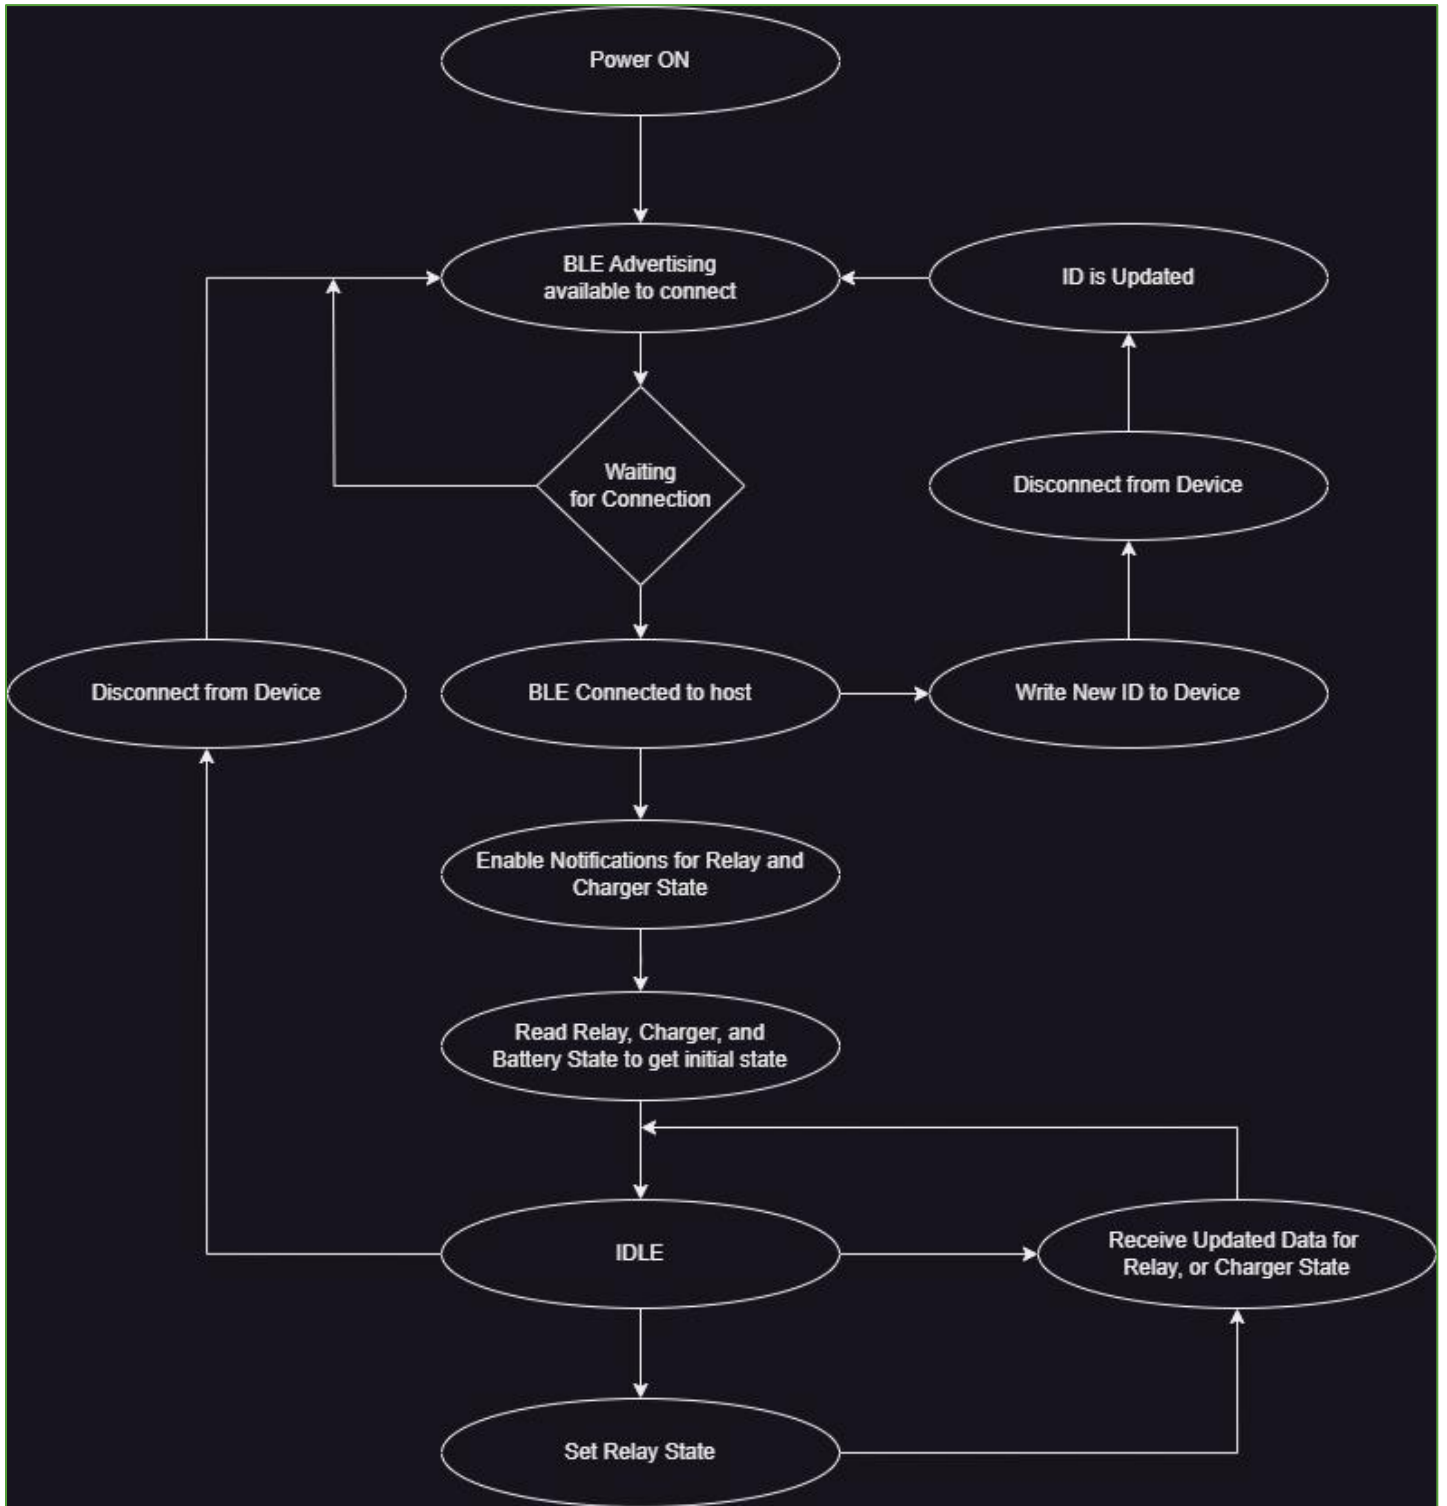 Power ON
BLE Advertising
available to connect
ID is Updated
Waiting
for Connection
Disconnect from Device
Disconnect from Device
BLE Connected to host
Write New ID to Device
Enable Notifications for Relay and
Charger State
Read Relay, Charger, and
Battery State to get initial state
IDLE
Receive Updated Data for
Relay, or Charger State
Set Relay State